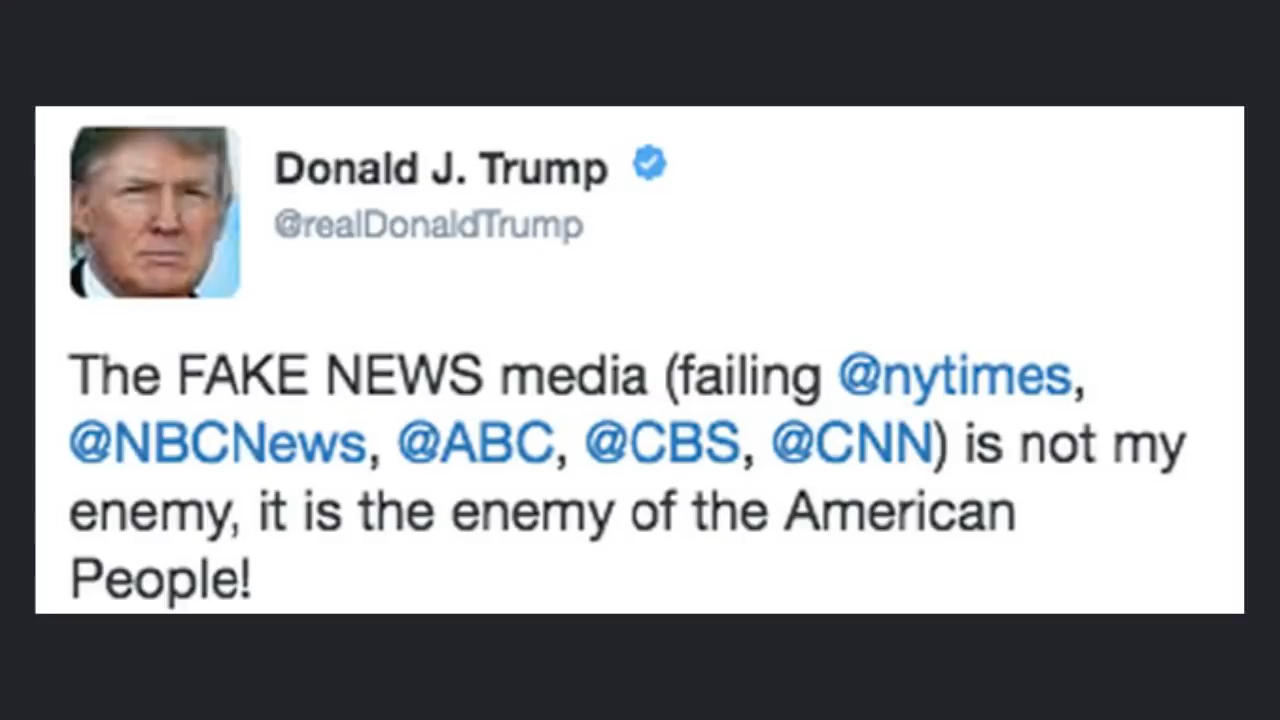 Donald J. Trump
@realDonaldTrump
The FAKE NEWS media (failing @nytimes,
@NBCNews, @ABC, @CBS, @CNN) is not my
enemy, it is the enemy of the American
People!